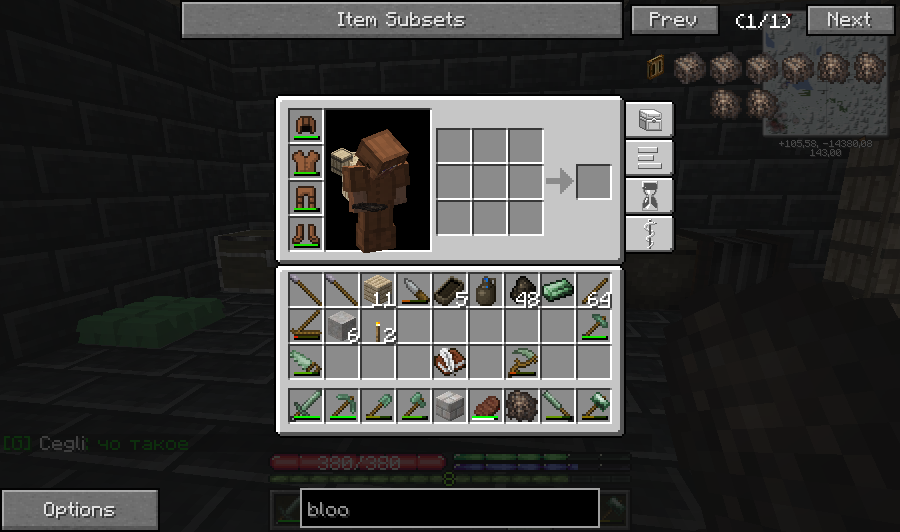 Item Subsets
Prev (1/1) Next
+105,58, -14380,08
143,00
11 5 48 64
6 2
[G] Cegli: чо такое
380/380
8
Options
bloo